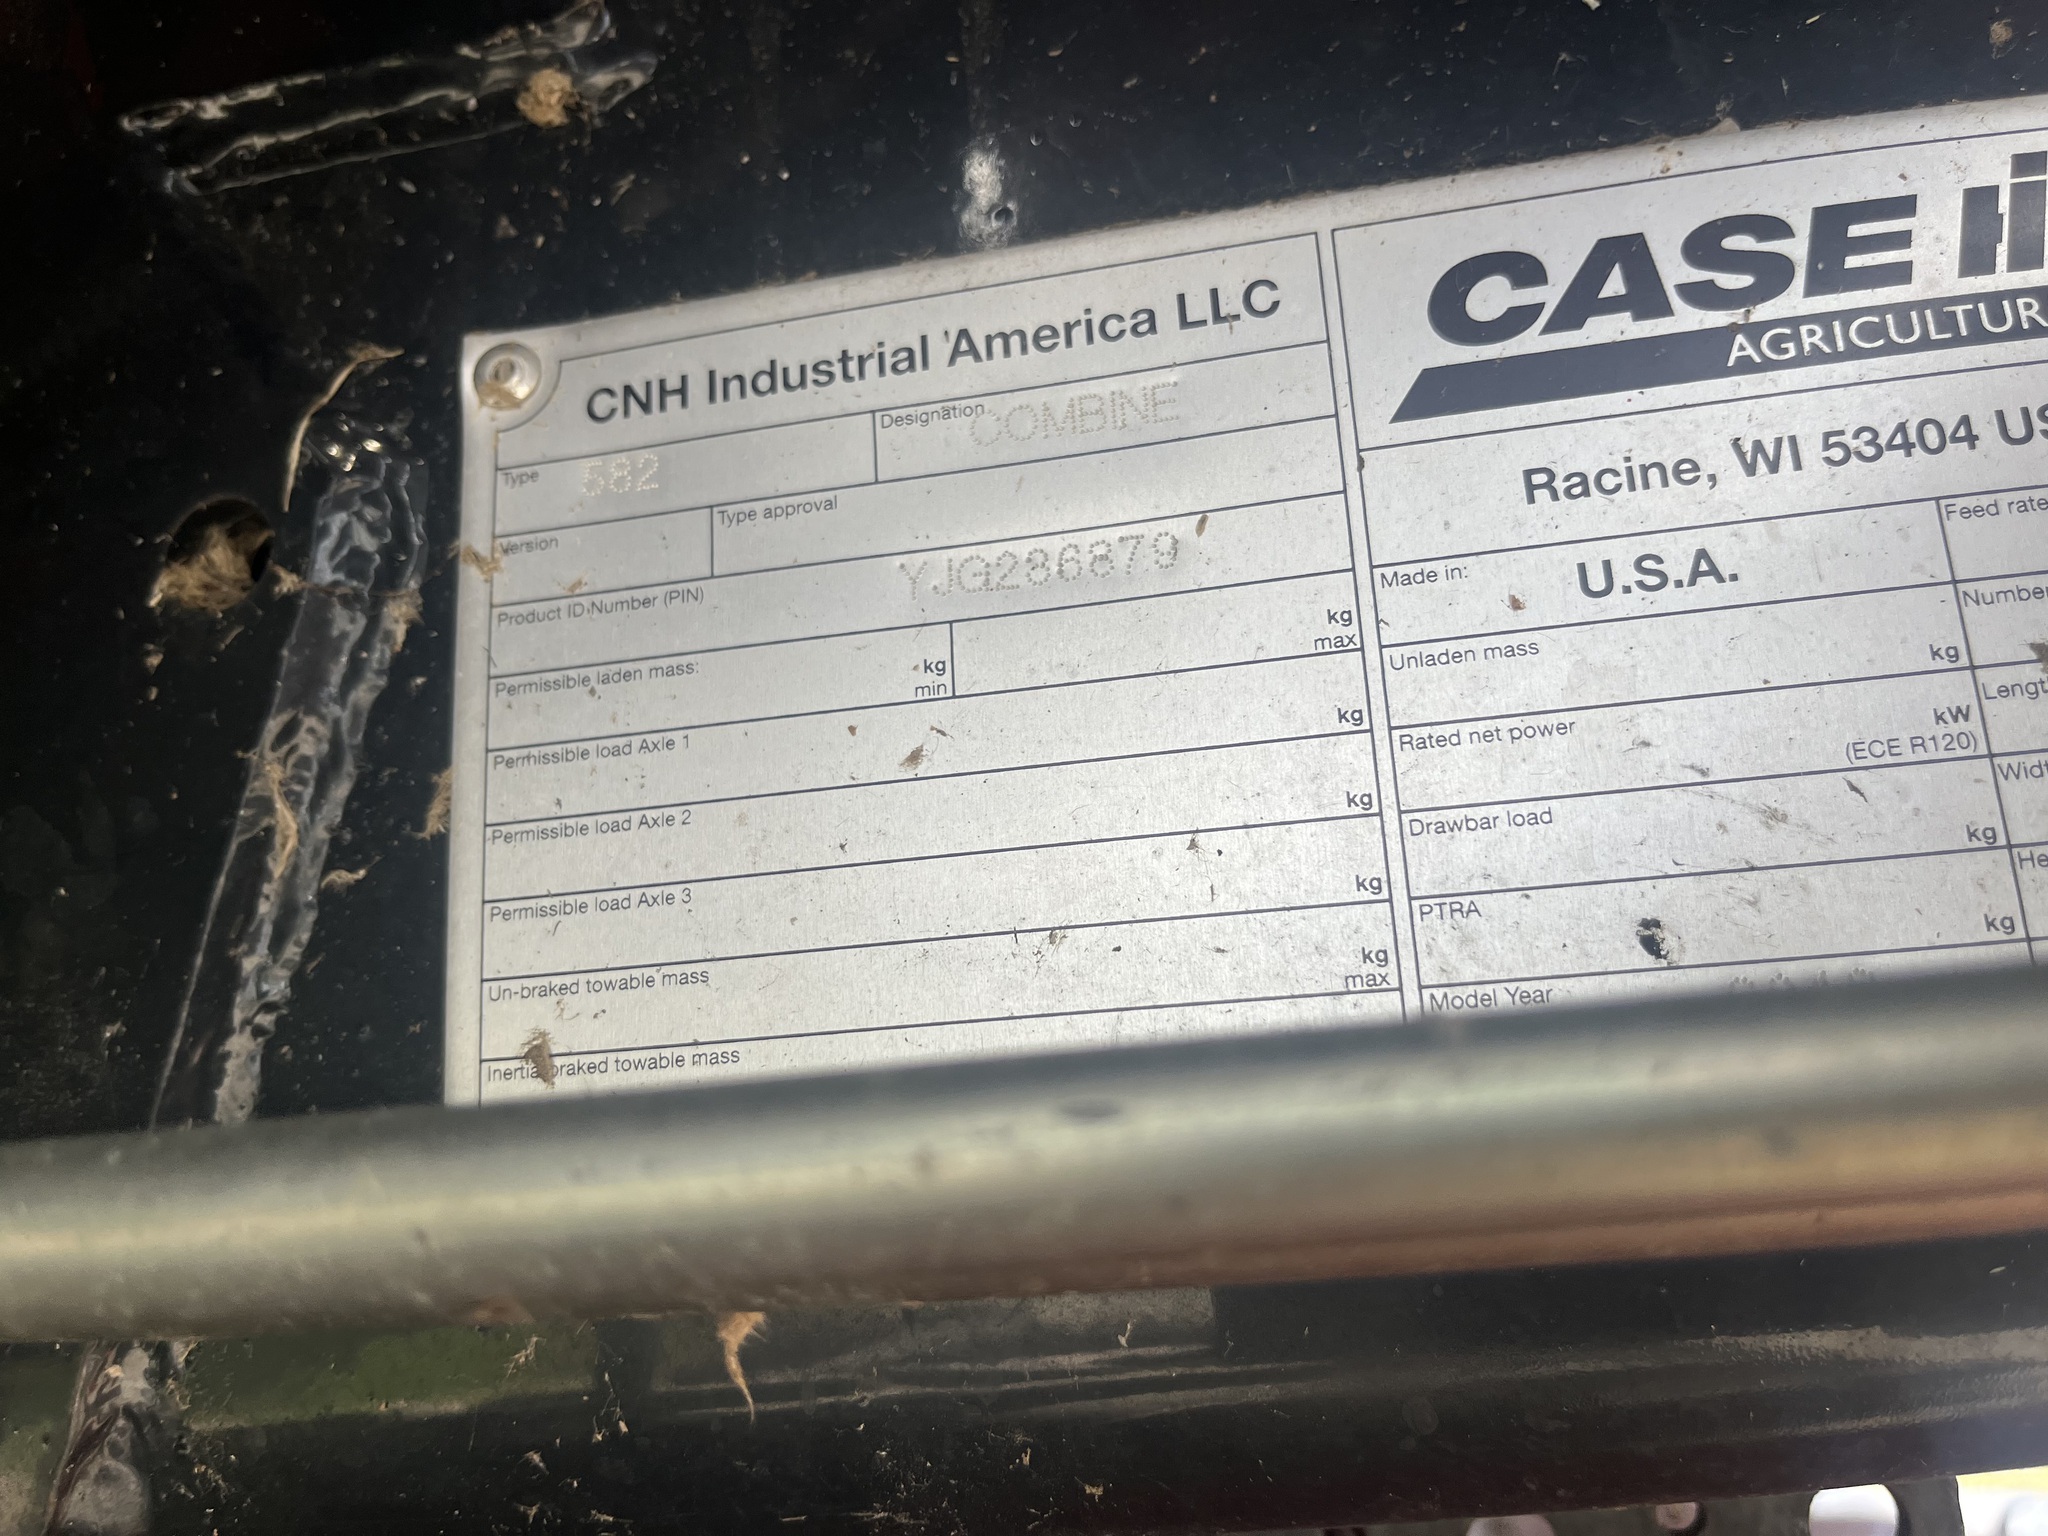 CNH Industrial America LLC
Type 582
Designation COMBINE
Version
Type approval
Product ID Number (PIN) YJG286879
Permissible laden mass: kg min
kg max
Permissible load Axle 1 kg
Permissible load Axle 2 kg
Permissible load Axle 3 kg
Un-braked towable mass kg max
Inertia braked towable mass
CASE
AGRICULTUR
Racine, WI 53404 US
Made in: U.S.A.
Feed rate
Unladen mass kg
Number
Rated net power kW
(ECE R120)
Lengt
Drawbar load kg
Widt
PTRA kg
He
Model Year